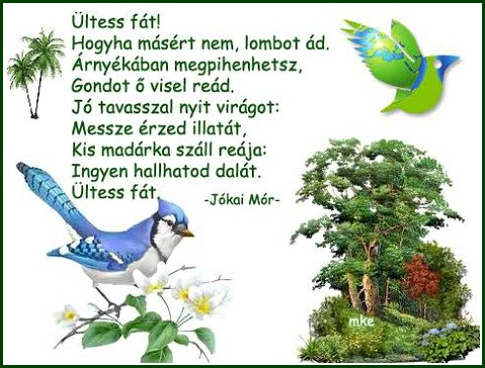 Ültess fát!
Hogyha másért nem, lombot ád.
Árnyékában megpihenhetsz,
Gondot ő visel reád.
Jó tavasszal nyit virágot:
Messze érzed illatát,
Kis madárka száll reája:
Ingyen hallhatod dalát.
Ültess fát.
-Jókai Mór-
mke